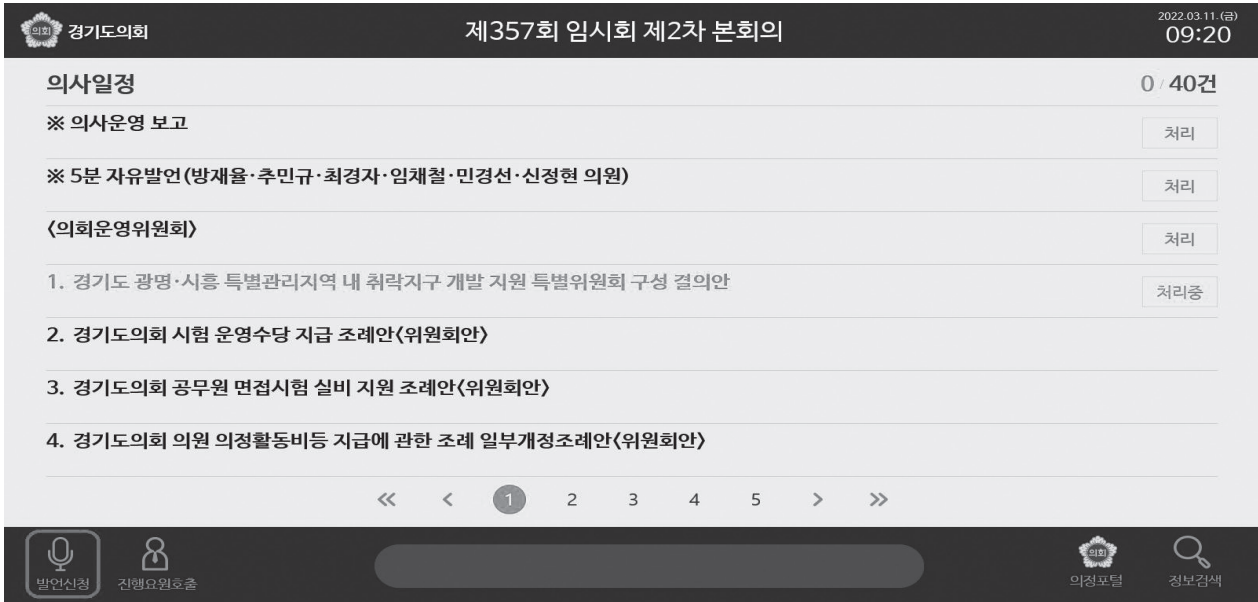 의회 경기도의회
제357회 임시회 제2차 본회의
2022.03.11.(금)
09:20
의사일정
0 / 40건
※ 의사운영 보고
처리
※ 5분 자유발언(방재율·추민규·최경자·임채철·민경선·신정현 의원)
처리
〈의회운영위원회〉
처리
1. 경기도 광명·시흥 특별관리지역 내 취락지구 개발 지원 특별위원회 구성 결의안
처리중
2. 경기도의회 시험 운영수당 지급 조례안〈위원회안〉
3. 경기도의회 공무원 면접시험 실비 지원 조례안〈위원회안〉
4. 경기도의회 의원 의정활동비등 지급에 관한 조례 일부개정조례안〈위원회안〉
« < 1 2 3 4 5 > »
발언신청
진행요원호출
의회
의정포털
정보검색